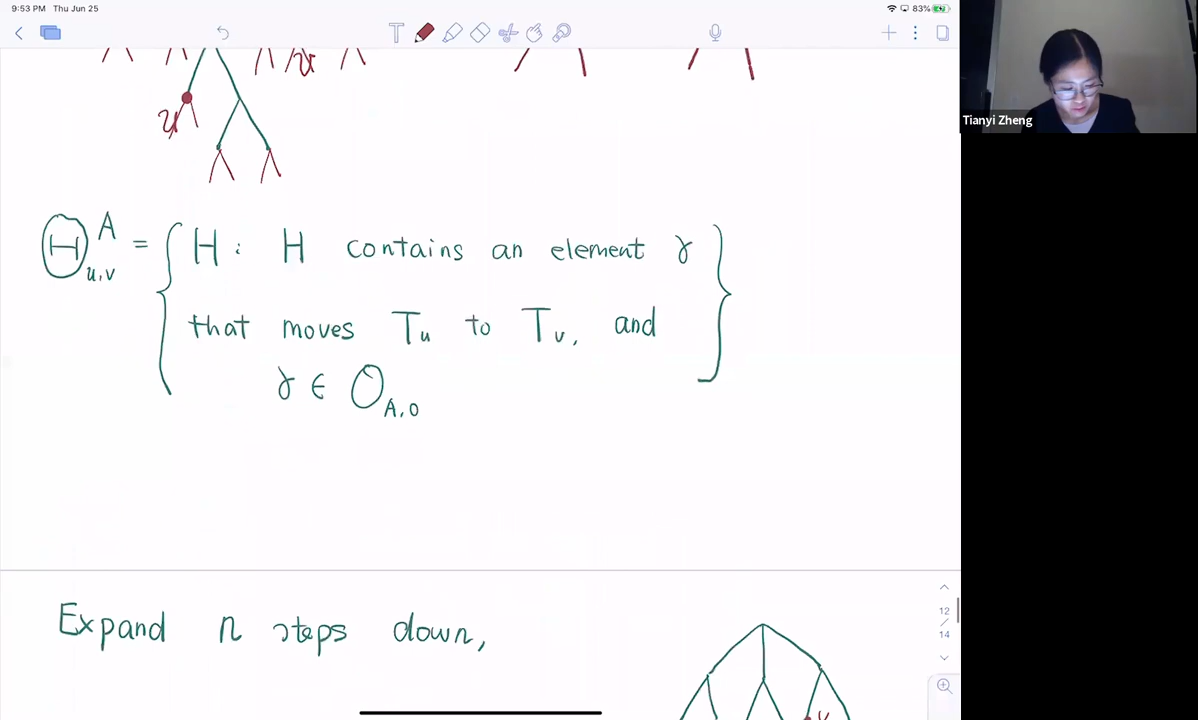 9:53 PM Thu Jun 25
83%
T
v
u
Tianyi Zheng
Θ^A_{u,v} = { H : H contains an element γ
that moves T_u to T_v, and
γ ∈ O_{A,0} }
12
14
Expand n steps down,
v